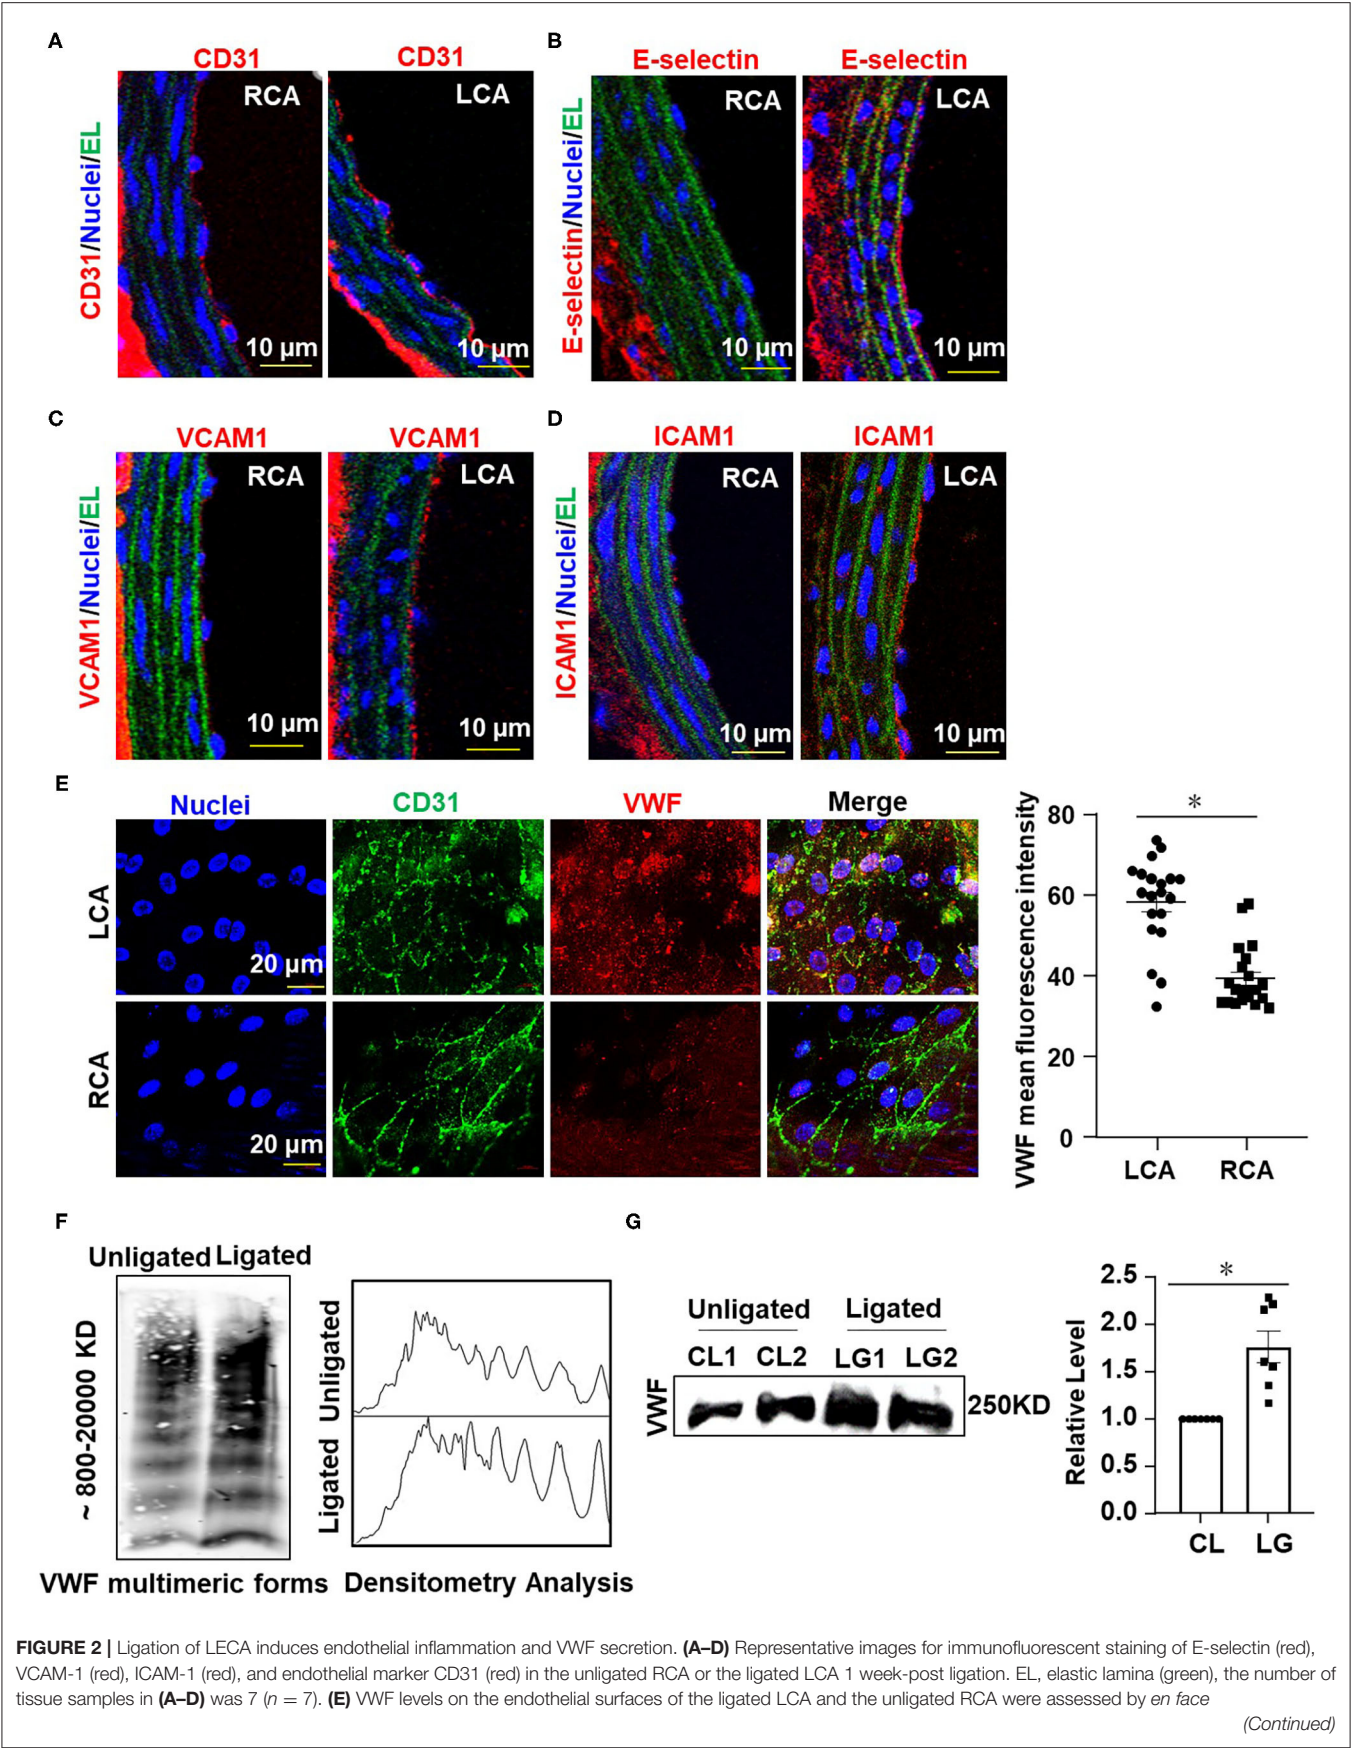 A
CD31
CD31
RCA
LCA
CD31/Nuclei/EL
10 µm
10 µm
B
E-selectin
E-selectin
RCA
LCA
E-selectin/Nuclei/EL
10 µm
10 µm
C
VCAM1
VCAM1
RCA
LCA
VCAM1/Nuclei/EL
10 µm
10 µm
D
ICAM1
ICAM1
RCA
LCA
ICAM1/Nuclei/EL
10 µm
10 µm
E
Nuclei
CD31
VWF
Merge
LCA
20 µm
RCA
20 µm
VWF mean fluorescence intensity
80
60
40
20
0
*
LCA
RCA
F
Unligated Ligated
~ 800-20000 KD
VWF multimeric forms
Unligated
Ligated
Densitometry Analysis
G
Unligated
Ligated
CL1
CL2
LG1
LG2
VWF
250KD
Relative Level
2.5
2.0
1.5
1.0
0.5
0.0
*
CL
LG
FIGURE 2 | Ligation of LECA induces endothelial inflammation and VWF secretion. (A–D) Representative images for immunofluorescent staining of E-selectin (red),
VCAM-1 (red), ICAM-1 (red), and endothelial marker CD31 (red) in the unligated RCA or the ligated LCA 1 week-post ligation. EL, elastic lamina (green), the number of
tissue samples in (A–D) was 7 (n = 7). (E) VWF levels on the endothelial surfaces of the ligated LCA and the unligated RCA were assessed by en face
(Continued)